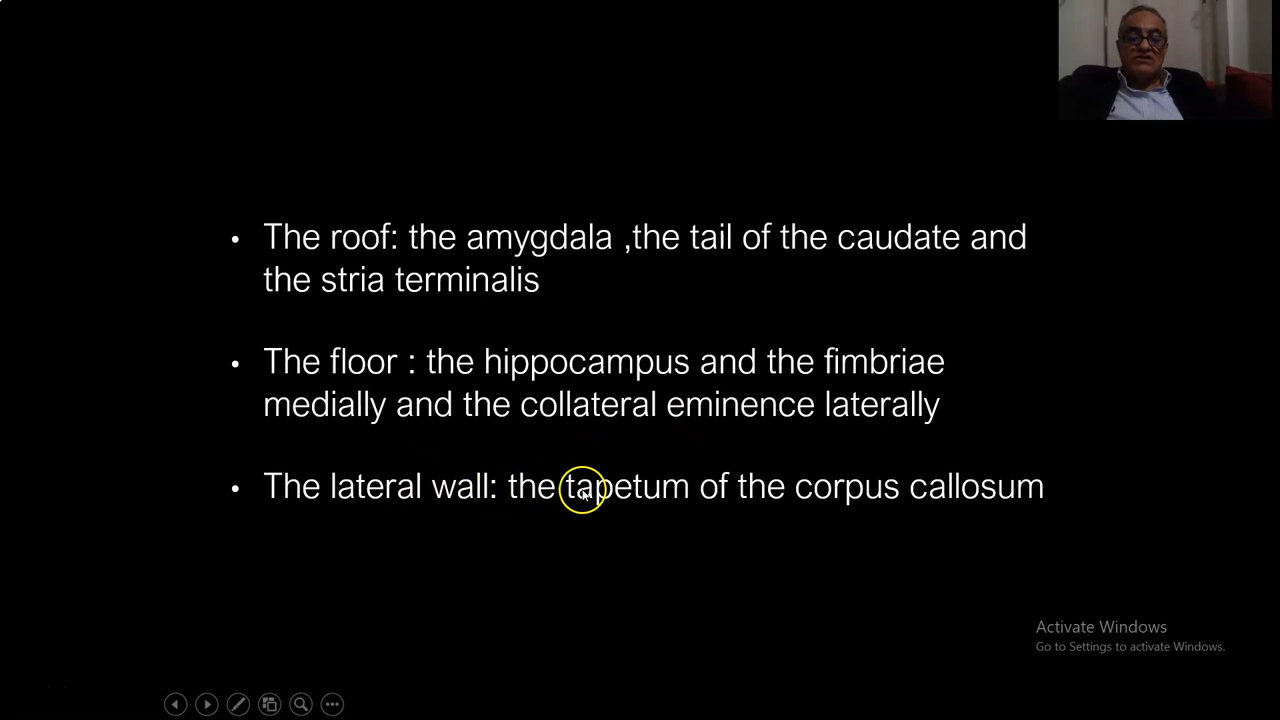 • The roof: the amygdala ,the tail of the caudate and
the stria terminalis
• The floor : the hippocampus and the fimbriae
medially and the collateral eminence laterally
• The lateral wall: the tapetum of the corpus callosum
Activate Windows
Go to Settings to activate Windows.